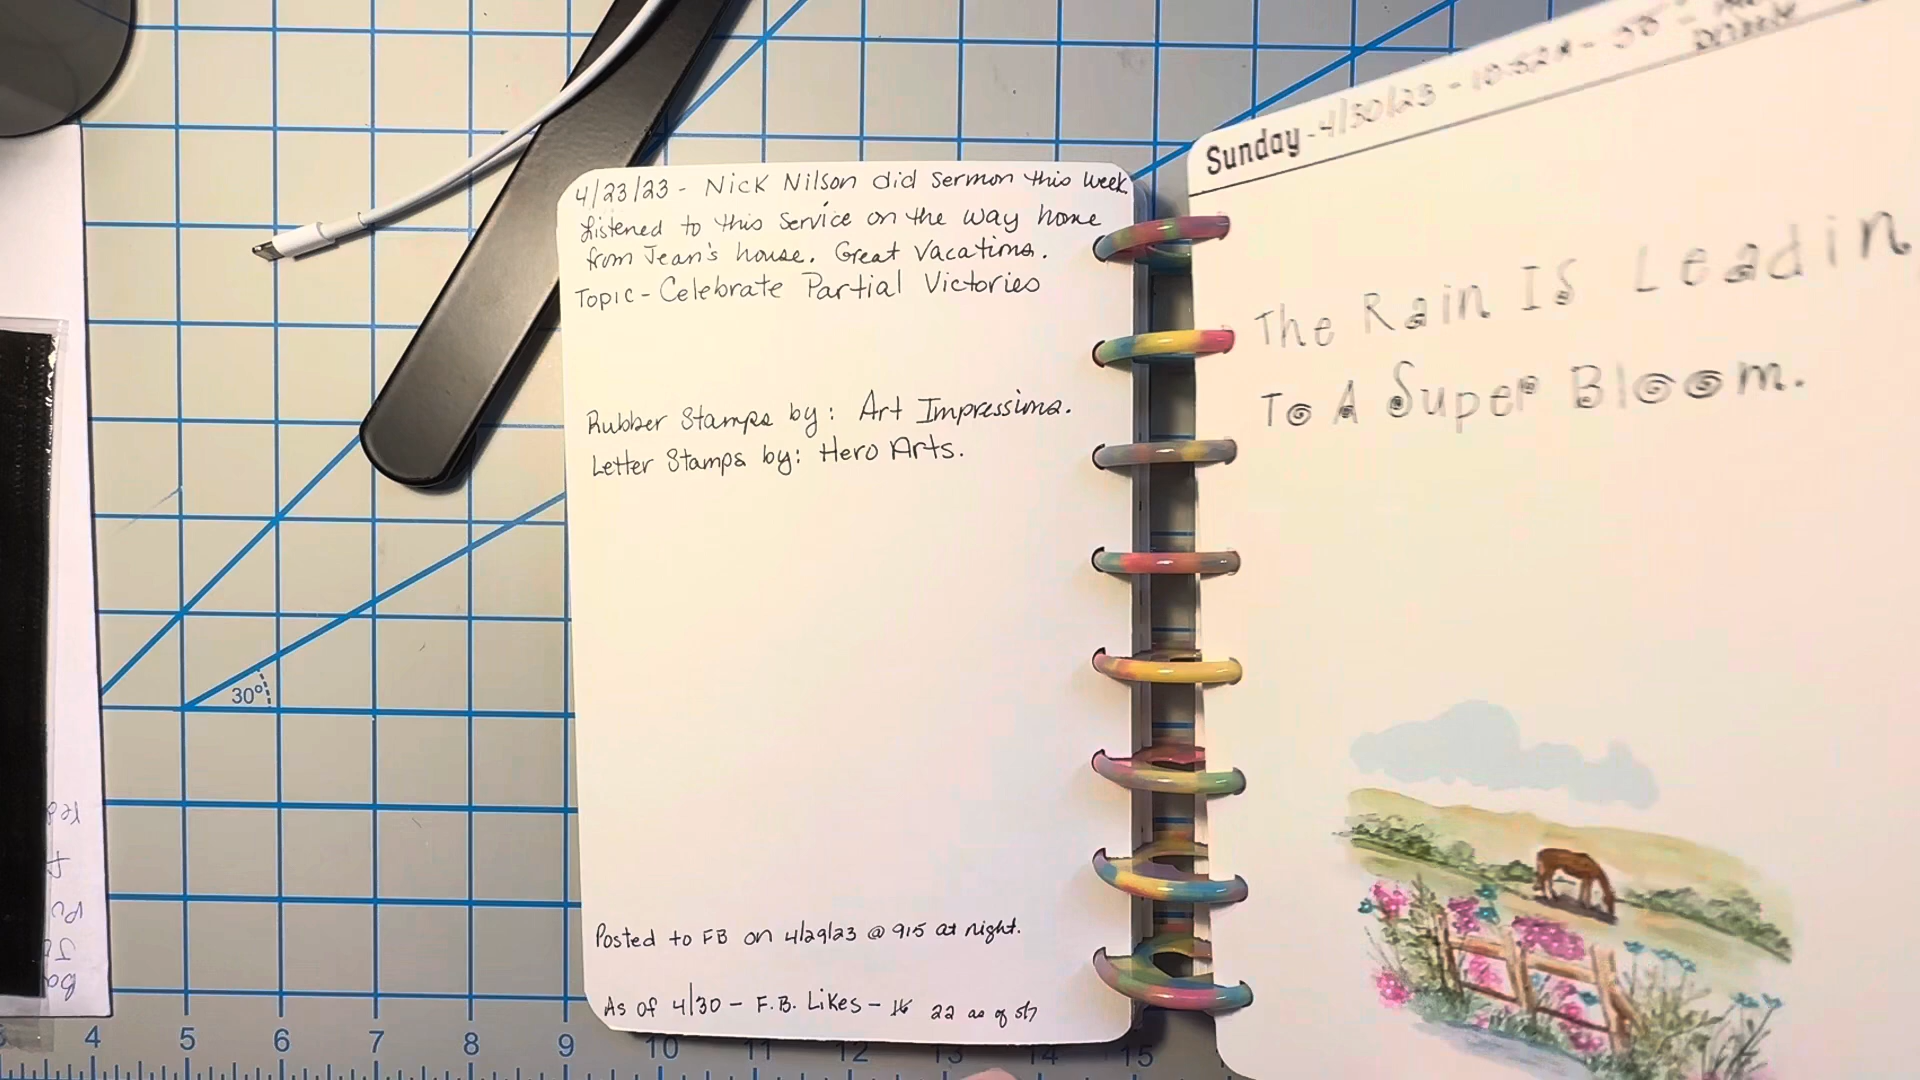 4/23/23 - Nick Nilson did sermon this week.
Listened to this service on the way home
from Jean's house. Great Vacations.
Topic - Celebrate Partial Victories
Rubber Stamps by: Art Impressions.
Letter Stamps by: Hero Arts.
Posted to FB on 4/29/23 @ 915 at night.
As of 4/30 - F.B. Likes - 16 22 as of 5/7
Sunday - 4/30/23 - 10:52A -
The Rain Is Leadin
To A Super Bloom.
30°
4 5 6 7 8 9 10 11 12 13 14 15